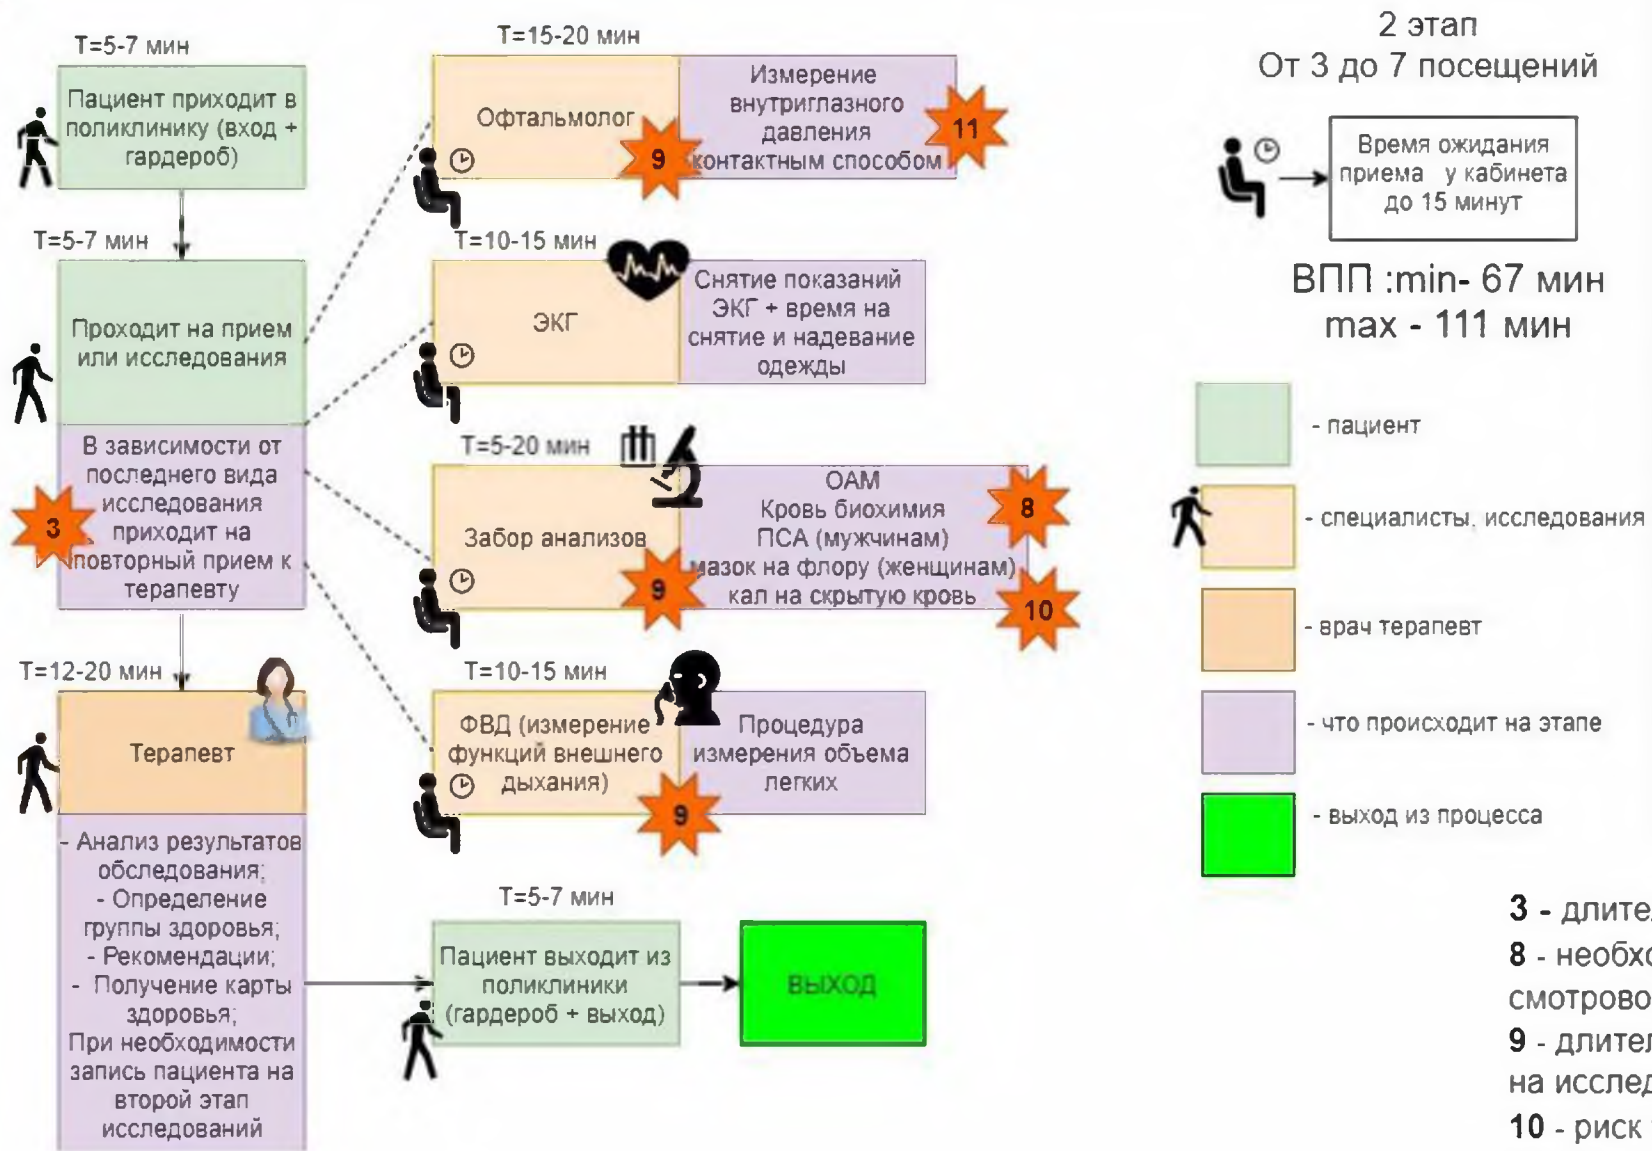 T=5-7 мин
Пациент приходит в
поликлинику (вход +
гардероб)
T=5-7 мин
Проходит на прием
или исследования
В зависимости от
последнего вида
исследования
приходит на
повторный прием к
терапевту
3
T=12-20 мин
Терапевт
- Анализ результатов
обследования;
- Определение
группы здоровья;
- Рекомендации;
- Получение карты
здоровья;
При необходимости
запись пациента на
второй этап
исследований
T=15-20 мин
Офтальмолог
9
Измерение
внутриглазного
давления
контактным способом
11
T=10-15 мин
ЭКГ
Снятие показаний
ЭКГ + время на
снятие и надевание
одежды
T=5-20 мин
Забор анализов
9
ОАМ
Кровь биохимия
ПСА (мужчинам)
мазок на флору (женщинам)
кал на скрытую кровь
8
10
T=10-15 мин
ФВД (измерение
функций внешнего
дыхания)
9
Процедура
измерения объема
легких
T=5-7 мин
Пациент выходит из
поликлиники
(гардероб + выход)
ВЫХОД
2 этап
От 3 до 7 посещений
Время ожидания
приема у кабинета
до 15 минут
ВПП :min- 67 мин
max - 111 мин
- пациент
- специалисты, исследования
- врач терапевт
- что происходит на этапе
- выход из процесса
3 -
8 -
9 -
на
10 - риск